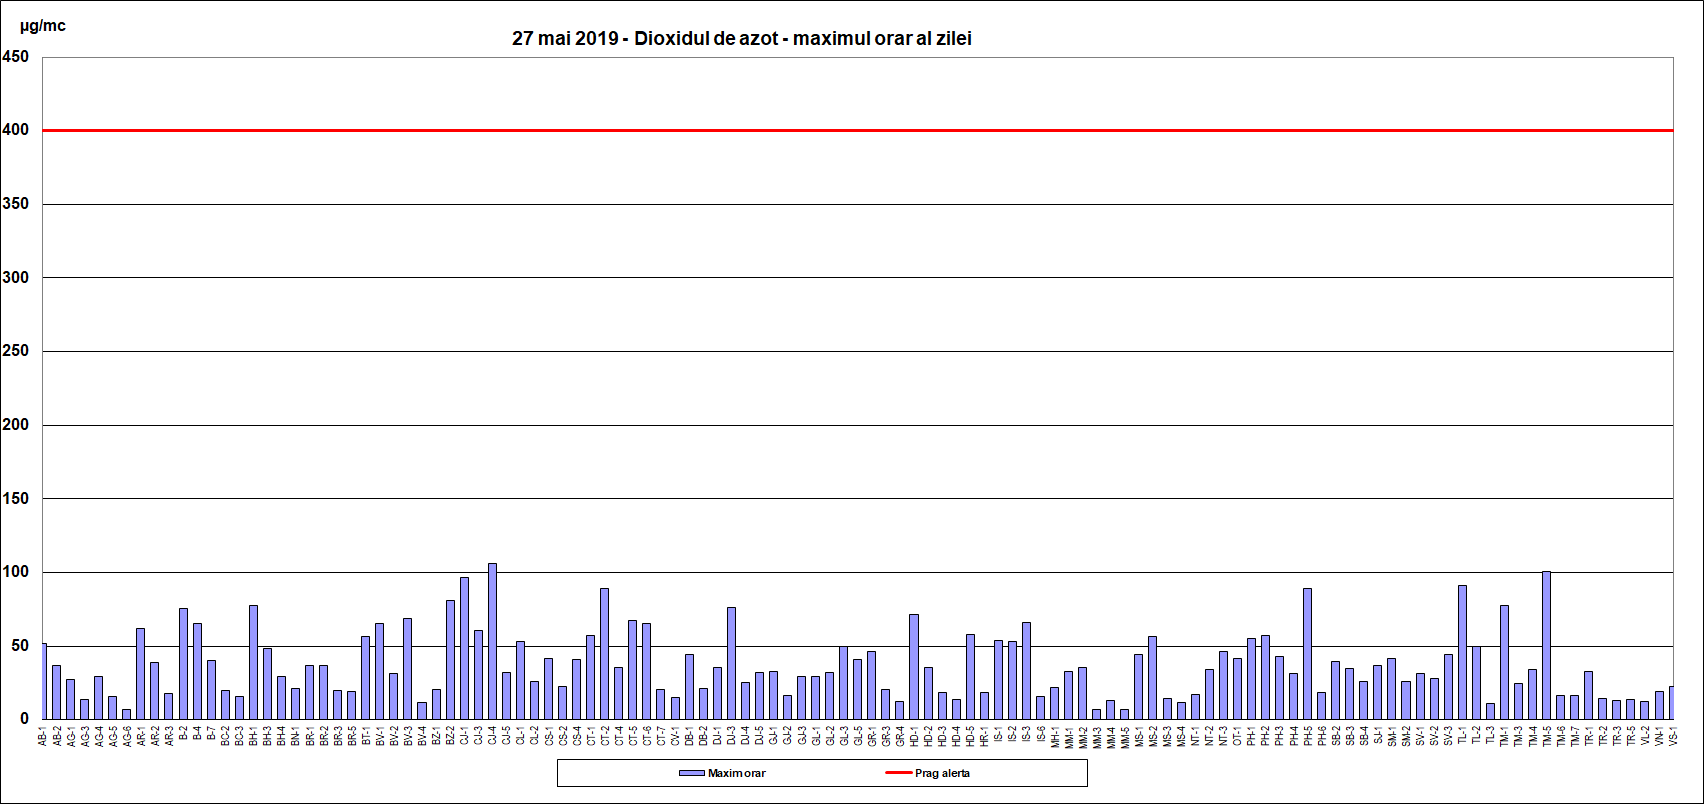 µg/mc
27 mai 2019 - Dioxidul de azot - maximul orar al zilei
450
400
350
300
250
200
150
100
50
0
AB-1 AB-2 AG-1 AG-3 AG-4 AG-5 AG-6 AR-1 AR-2 AR-3 B-2 B-4 B-7 BC-2 BC-3 BH-1 BH-3 BH-4 BN-1 BR-1 BR-2 BR-3 BR-5 BT-1 BV-1 BV-2 BV-3 BV-4 BZ-1 BZ-2 CJ-1 CJ-3 CJ-4 CJ-5 CL-1 CL-2 CS-1 CS-2 CS-4 CT-1 CT-2 CT-4 CT-5 CT-6 CT-7 CV-1 DB-1 DB-2 DJ-1 DJ-3 DJ-4 DJ-5 GJ-1 GJ-2 GJ-3 GL-1 GL-2 GL-3 GL-5 GR-1 GR-3 GR-4 HD-1 HD-2 HD-3 HD-4 HD-5 HR-1 IS-1 IS-2 IS-3 IS-6 MH-1 MM-1 MM-2 MM-3 MM-4 MM-5 MS-1 MS-2 MS-3 MS-4 NT-1 NT-2 NT-3 OT-1 PH-1 PH-2 PH-3 PH-4 PH-5 PH-6 SB-2 SB-3 SB-4 SJ-1 SM-1 SM-2 SV-1 SV-2 SV-3 TL-1 TL-2 TL-3 TM-1 TM-3 TM-4 TM-5 TM-6 TM-7 TR-1 TR-2 TR-3 TR-5 VL-2 VN-1 VS-1
Maxim orar Prag alerta